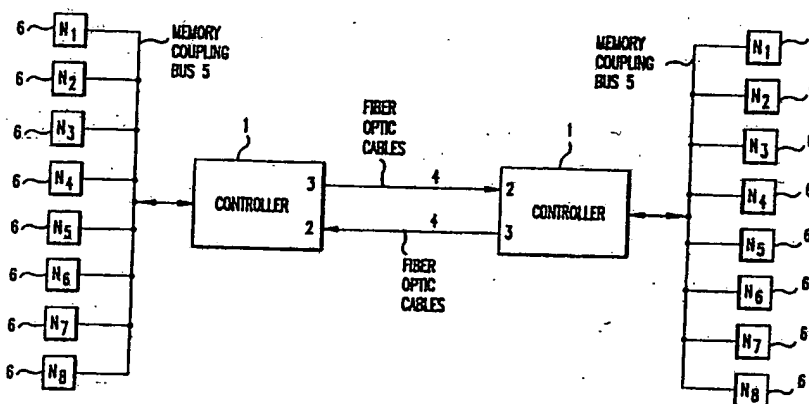 6 N1
MEMORY
COUPLING
BUS 5
6 N2
6 N3
6 N4
6 N5
6 N6
6 N7
6 N8
1
CONTROLLER
3
2
FIBER
OPTIC
CABLES
4
4
FIBER
OPTIC
CABLES
1
2
CONTROLLER
3
MEMORY
COUPLING
BUS 5
N1
N2
N3 6
N4 6
N5 6
N6 6
N7 6
N8 6